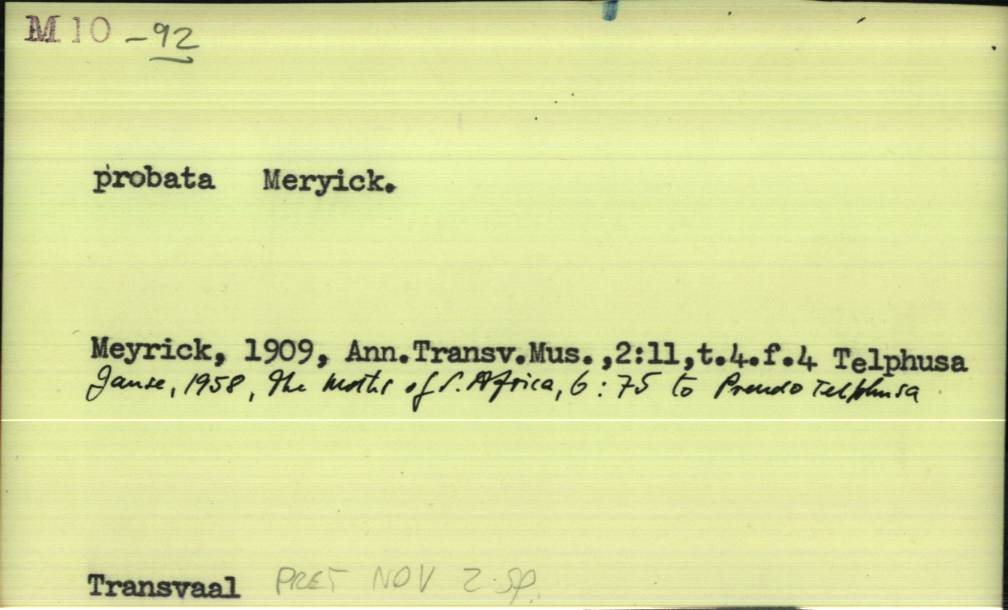 M 10 - 92
probata Meryick.
Meyrick, 1909, Ann.Transv.Mus.,2:11,t.4.f.4 Telphusa
Janse, 1958, The Moths of S. Africa, 6 : 75 to PseudoTelphusa
Transvaal PRET NOV 2.Sp.